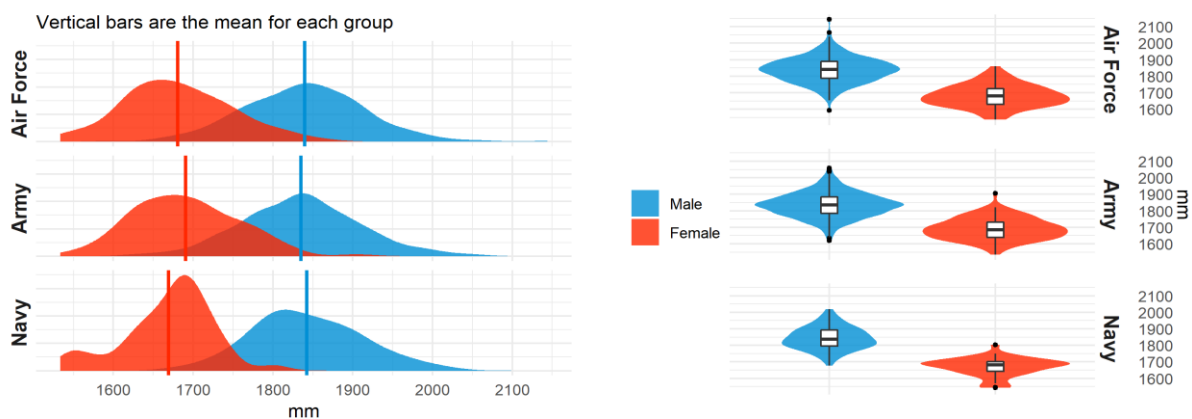 Vertical bars are the mean for each group
Air Force
Army
Navy
1600 1700 1800 1900 2000 2100
mm
Male
Female
Air Force
2100
2000
1900
1800
1700
1600
Army
2100
2000
1900
1800
1700
1600
mm
Navy
2100
2000
1900
1800
1700
1600